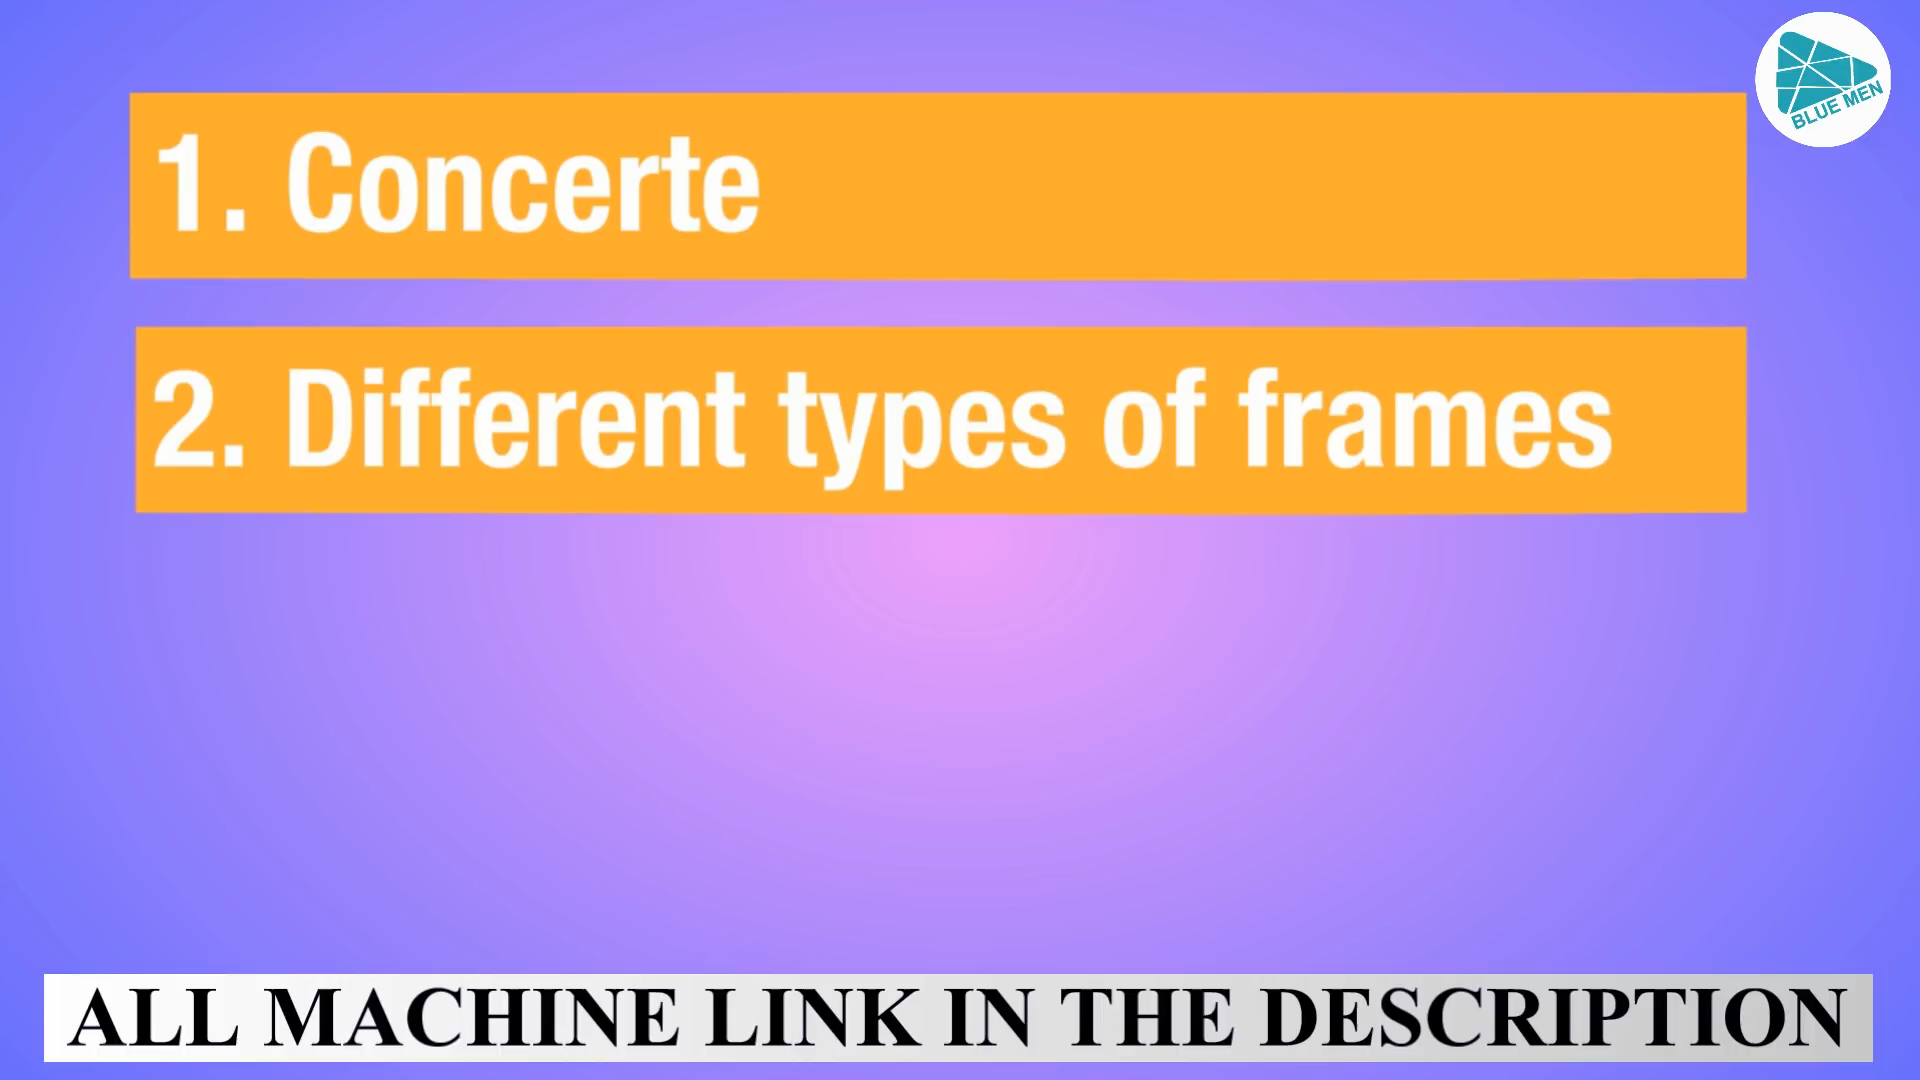 1. Concerte
2. Different types of frames
BLUE MEN
ALL MACHINE LINK IN THE DESCRIPTION